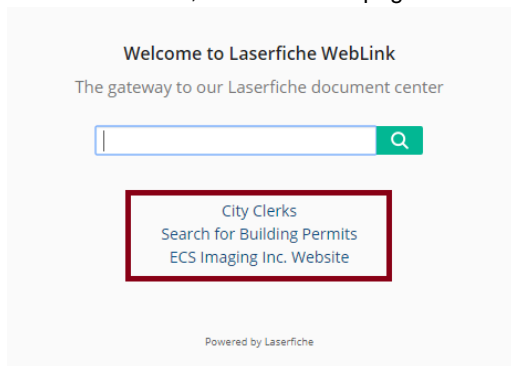 Welcome to Laserfiche WebLink
The gateway to our Laserfiche document center
City Clerks
Search for Building Permits
ECS Imaging Inc. Website
Powered by Laserfiche